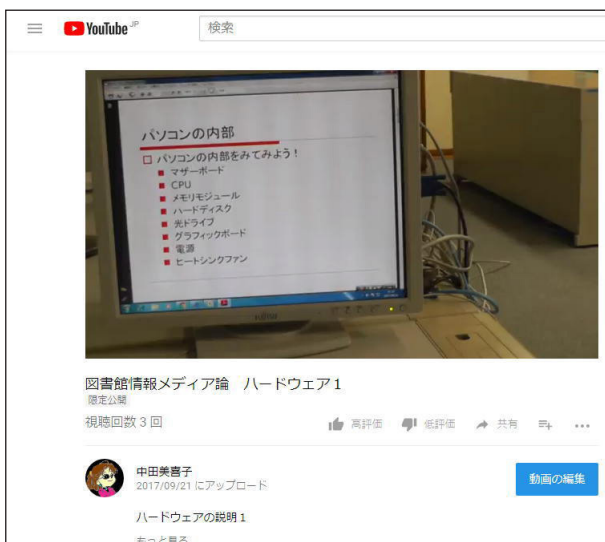 YouTube JP
検索
パソコンの内部
パソコンの内部をみてみよう!
マザーボード
CPU
メモリモジュール
ハードディスク
光ドライブ
グラフィックボード
電源
ヒートシンクファン
FUJITSU
図書館情報メディア論 ハードウェア1
限定公開
視聴回数 3 回
高評価 低評価 共有
中田美喜子
2017/09/21 にアップロード
動画の編集
ハードウェアの説明1
もっと見る